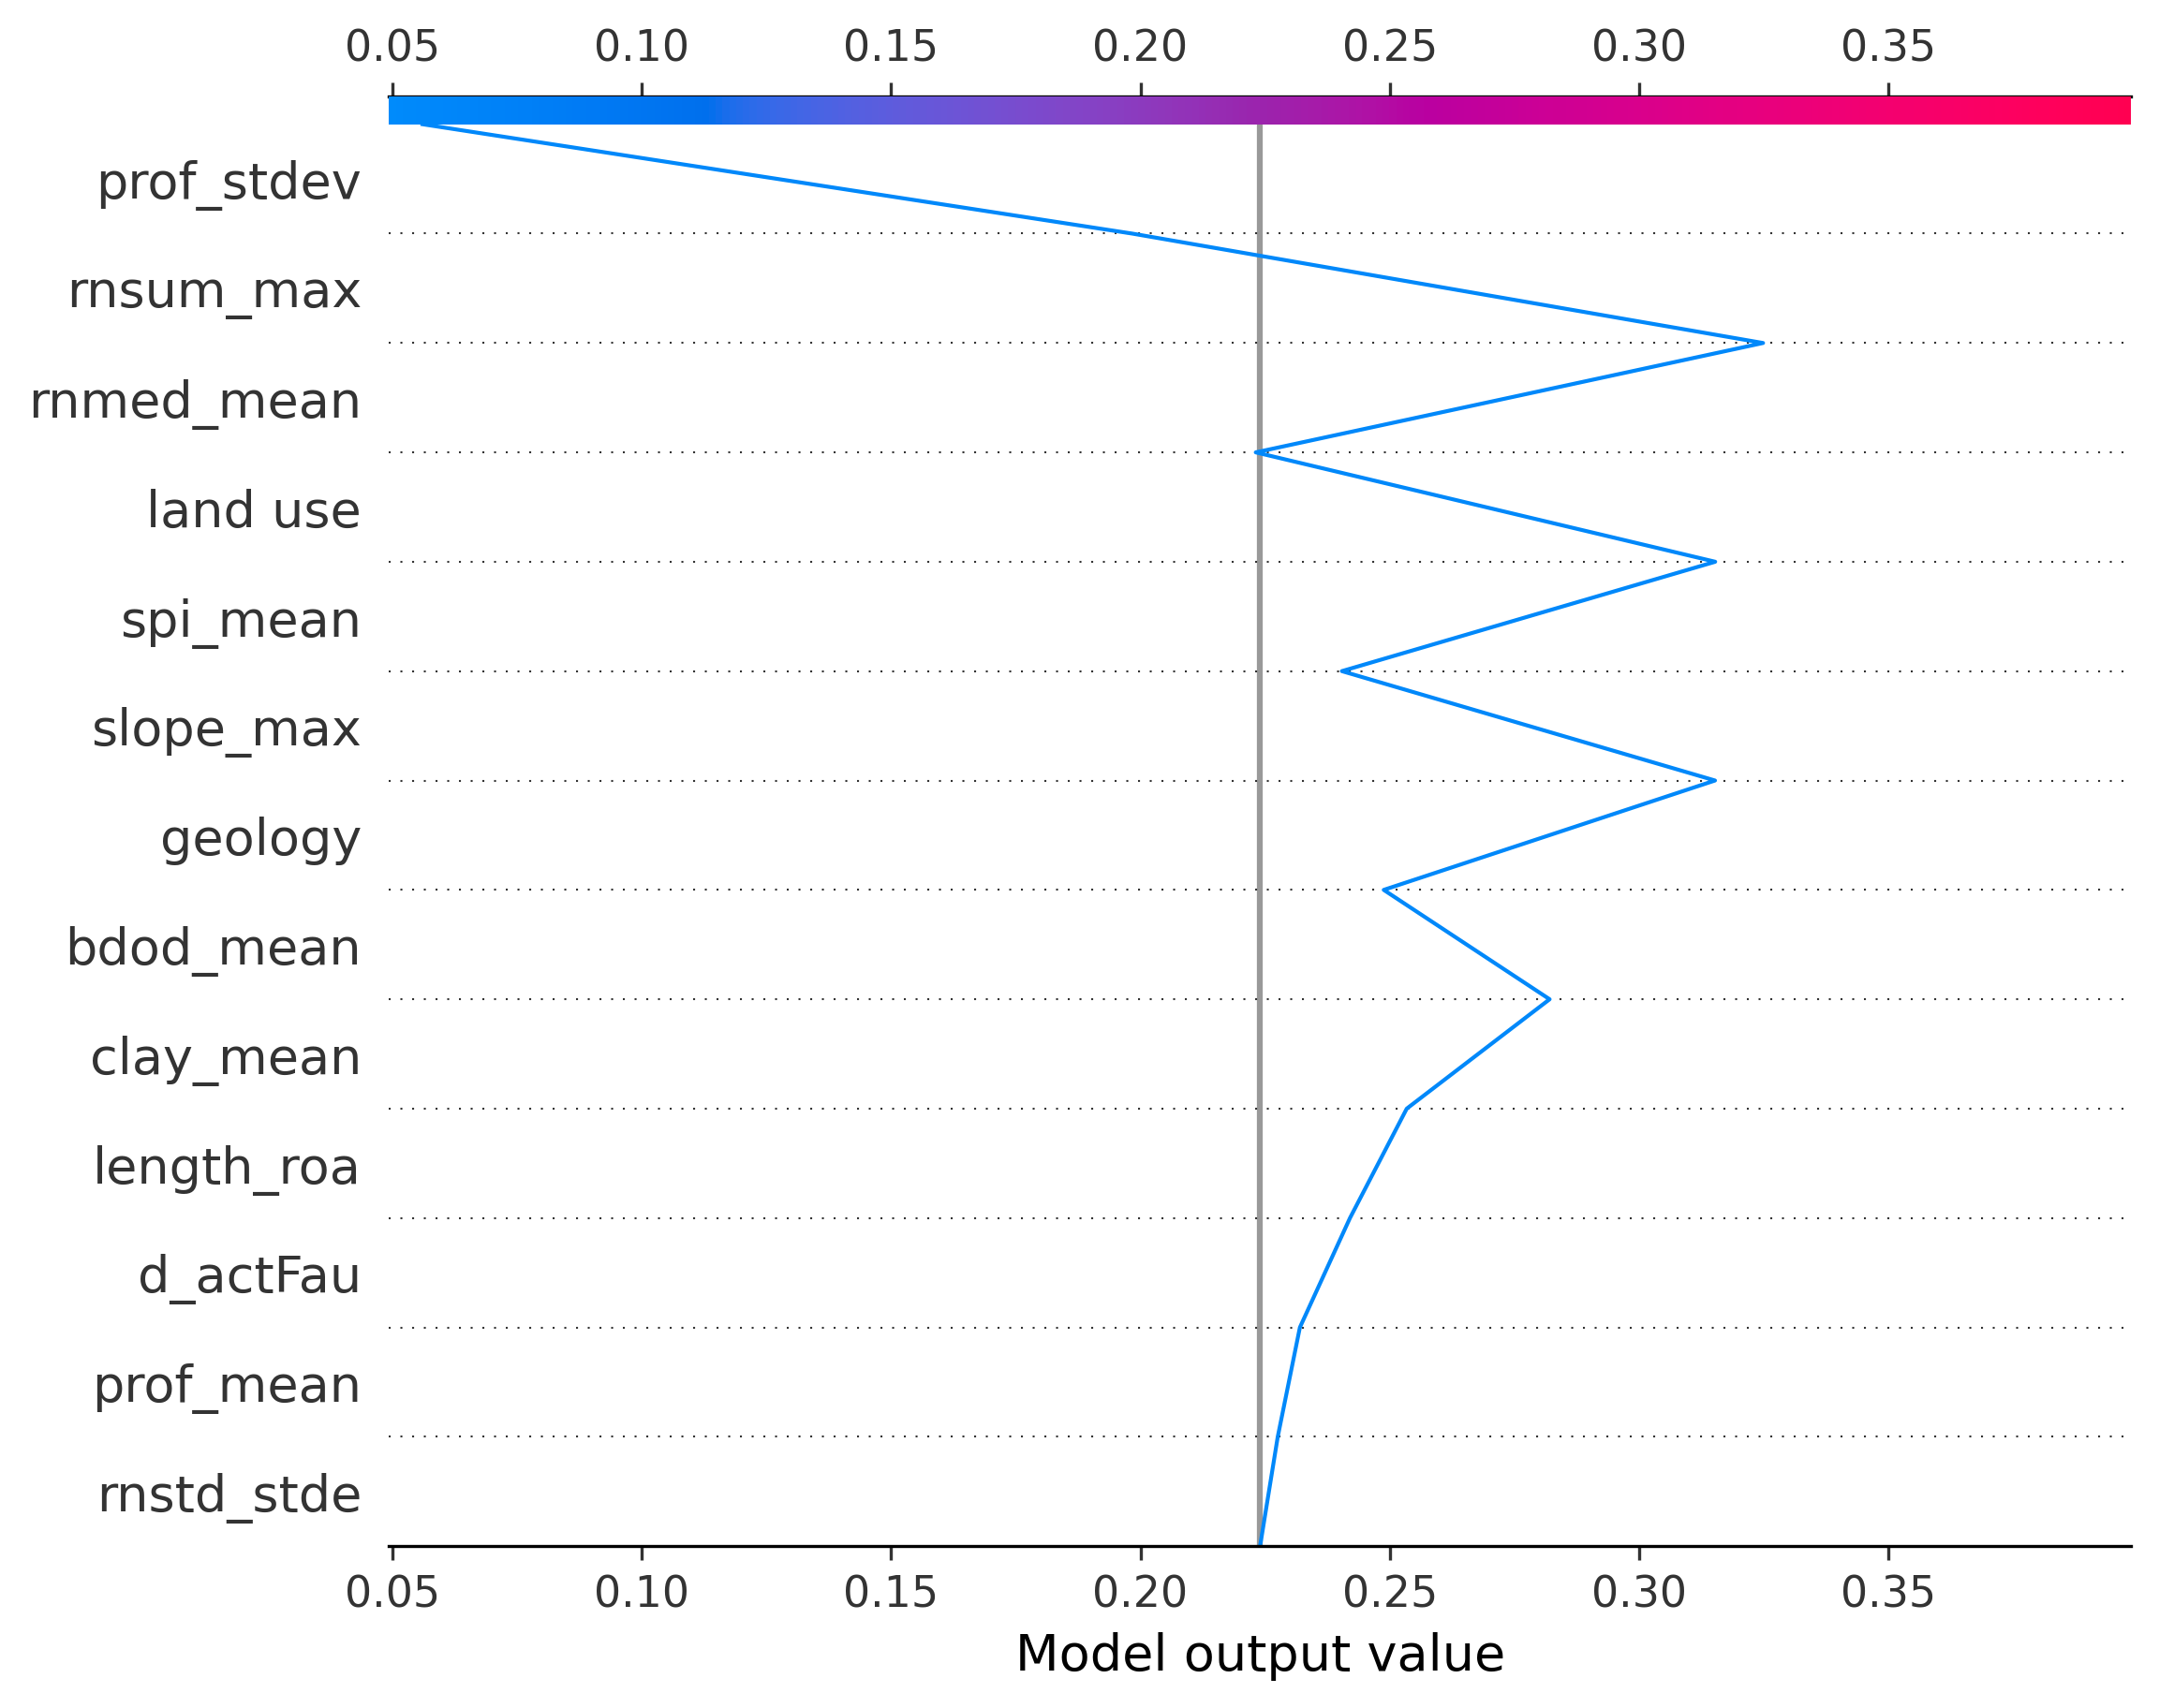 0.05 0.10 0.15 0.20 0.25 0.30 0.35
prof_stdev
rnsum_max
rnmed_mean
land use
spi_mean
slope_max
geology
bdod_mean
clay_mean
length_roa
d_actFau
prof_mean
rnstd_stde
0.05 0.10 0.15 0.20 0.25 0.30 0.35
Model output value